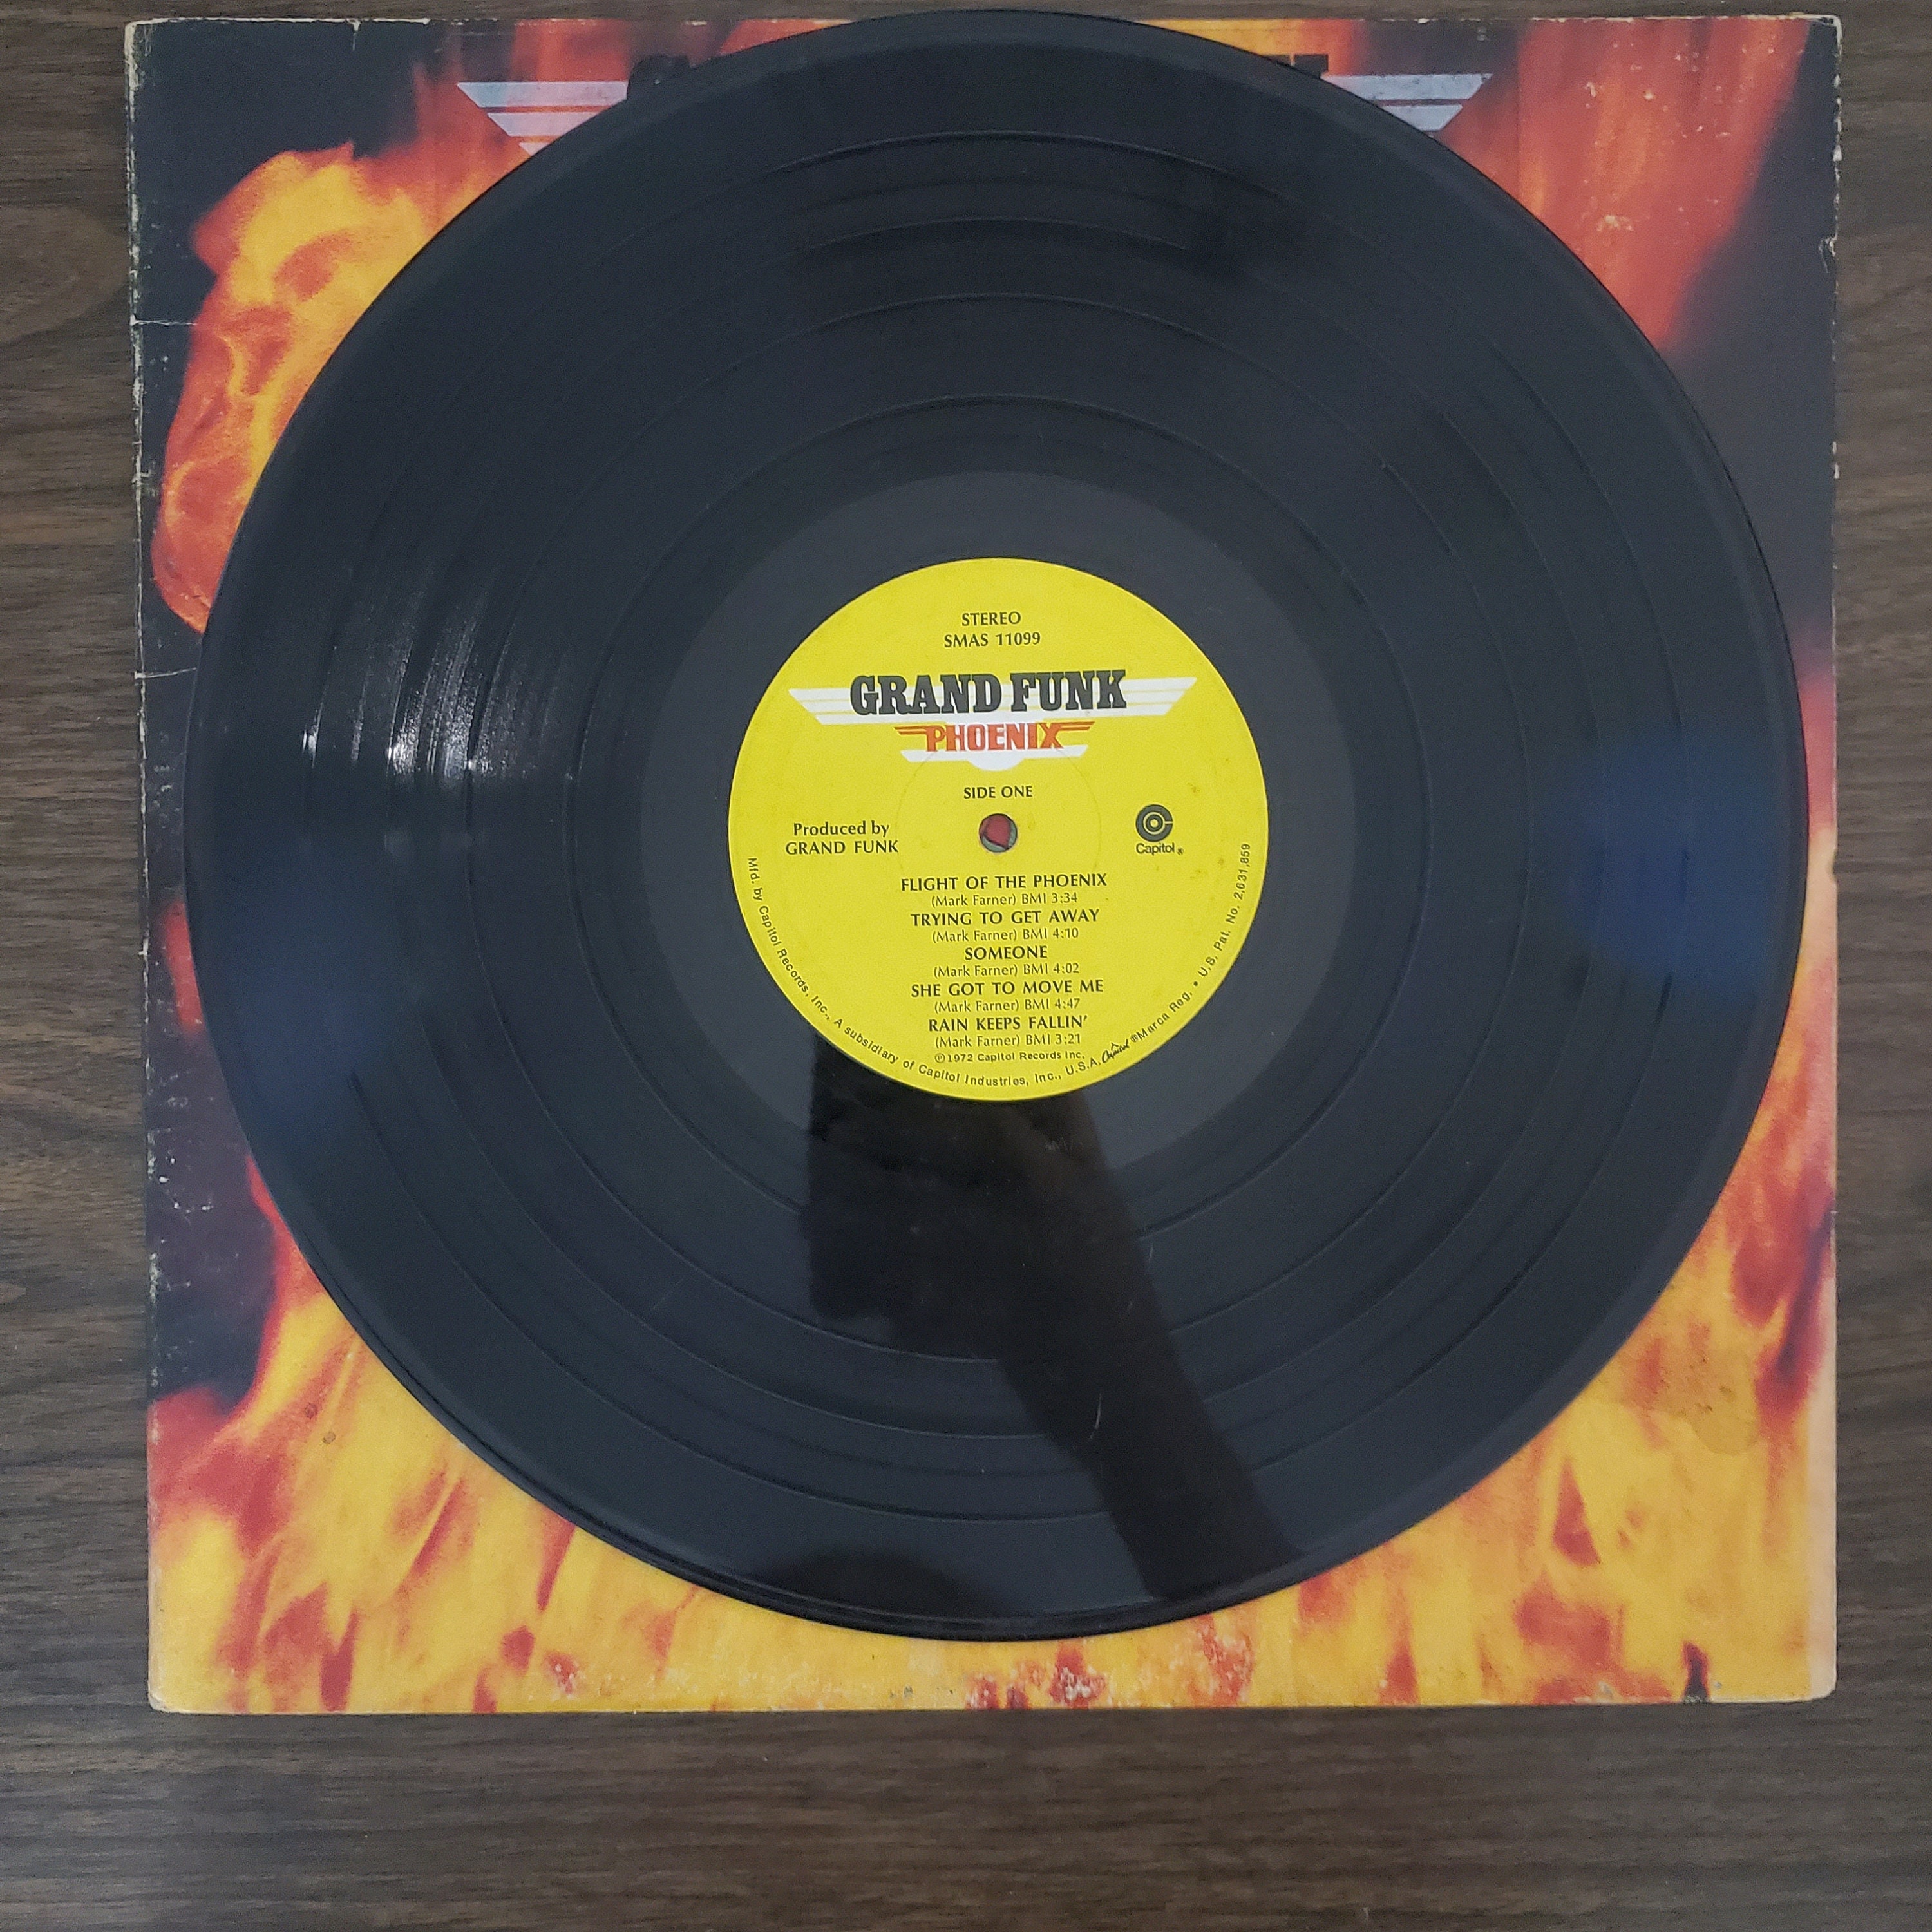 STEREO
SMAS 11099
GRAND FUNK
PHOENIX
SIDE ONE
Produced by
GRAND FUNK
Capitol®
FLIGHT OF THE PHOENIX
(Mark Farner) BMI 3:34
TRYING TO GET AWAY
(Mark Farner) BMI 4:10
SOMEONE
(Mark Farner) BMI 4:02
SHE GOT TO MOVE ME
(Mark Farner) BMI 4:47
RAIN KEEPS FALLIN'
(Mark Farner) BMI 3:21
℗1972 Capitol Records Inc.
Mfd. by Capitol Records, Inc., A subsidiary of Capitol Industries, Inc., U.S.A. Capitol ®Marca Reg. • U.S. Pat. No. 2,631,859